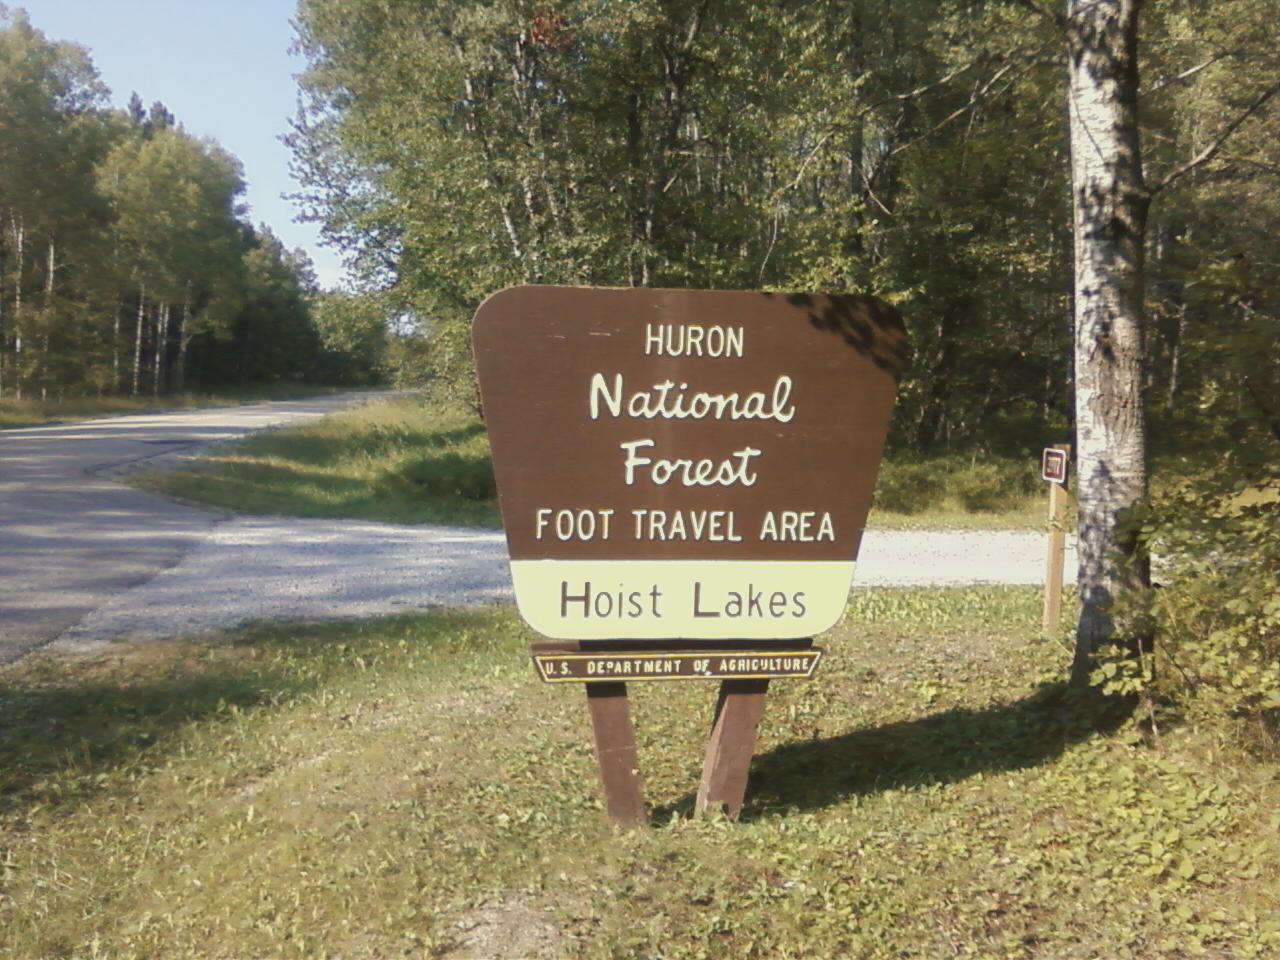 HURON
National
Forest
FOOT TRAVEL AREA
Hoist Lakes
U.S. DEPARTMENT OF AGRICULTURE